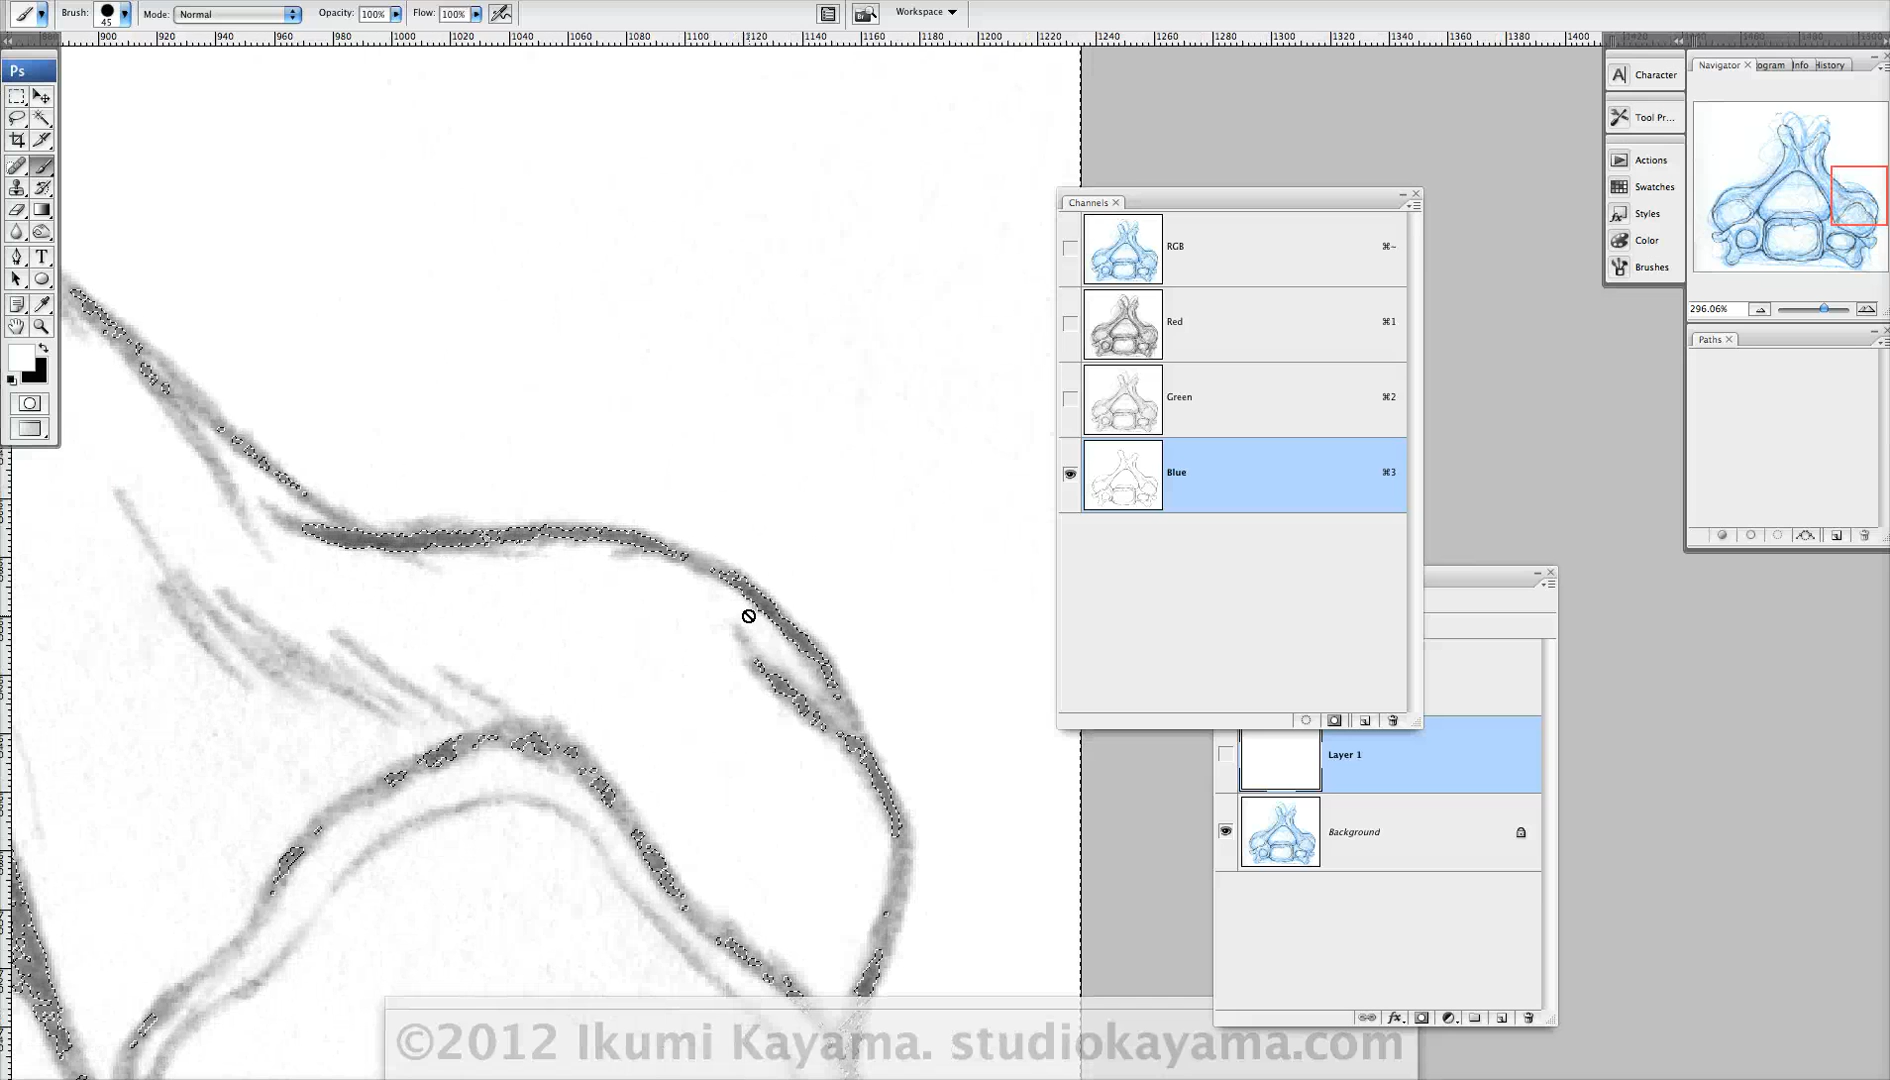 Brush: 45 Mode: Normal Opacity: 100% Flow: 100% Workspace
900 920 940 960 980 1000 1020 1040 1060 1080 1100 1120 1140 1160 1180 1200 1220 1240 1260 1280 1300 1320 1340 1360 1380 1400
Ps
Channels
RGB ⌘~
Red ⌘1
Green ⌘2
Blue ⌘3
Layer 1
Background
Character
Tool Pr...
Actions
Swatches
Styles
Color
Brushes
Navigator ogram Info History
296.06%
Paths
©2012 Ikumi Kayama. studiokayama.com